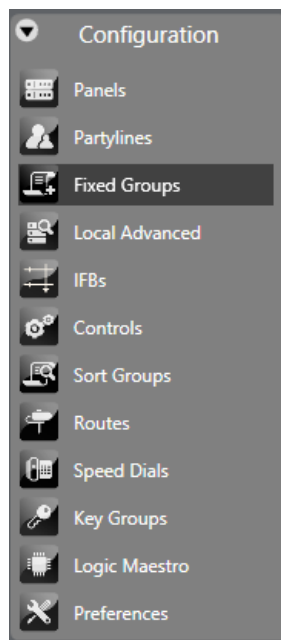 Configuration
Panels
Partylines
Fixed Groups
Local Advanced
IFBs
Controls
Sort Groups
Routes
Speed Dials
Key Groups
Logic Maestro
Preferences